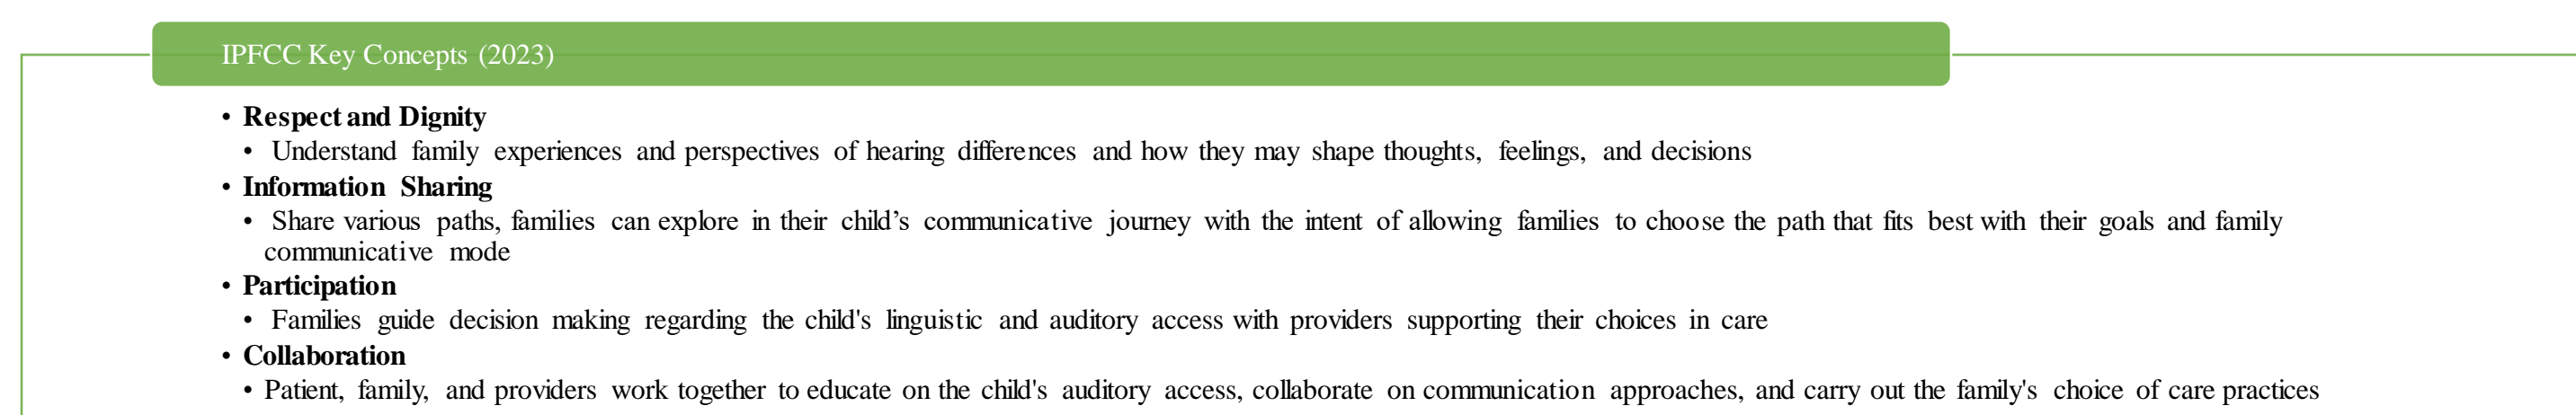 IPFCC Key Concepts (2023)
• Respect and Dignity
• Understand family experiences and perspectives of hearing differences and how they may shape thoughts, feelings, and decisions
• Information Sharing
• Share various paths, families can explore in their child’s communicative journey with the intent of allowing families to choose the path that fits best with their goals and family
communicative mode
• Participation
• Families guide decision making regarding the child's linguistic and auditory access with providers supporting their choices in care
• Collaboration
• Patient, family, and providers work together to educate on the child's auditory access, collaborate on communication approaches, and carry out the family's choice of care practices